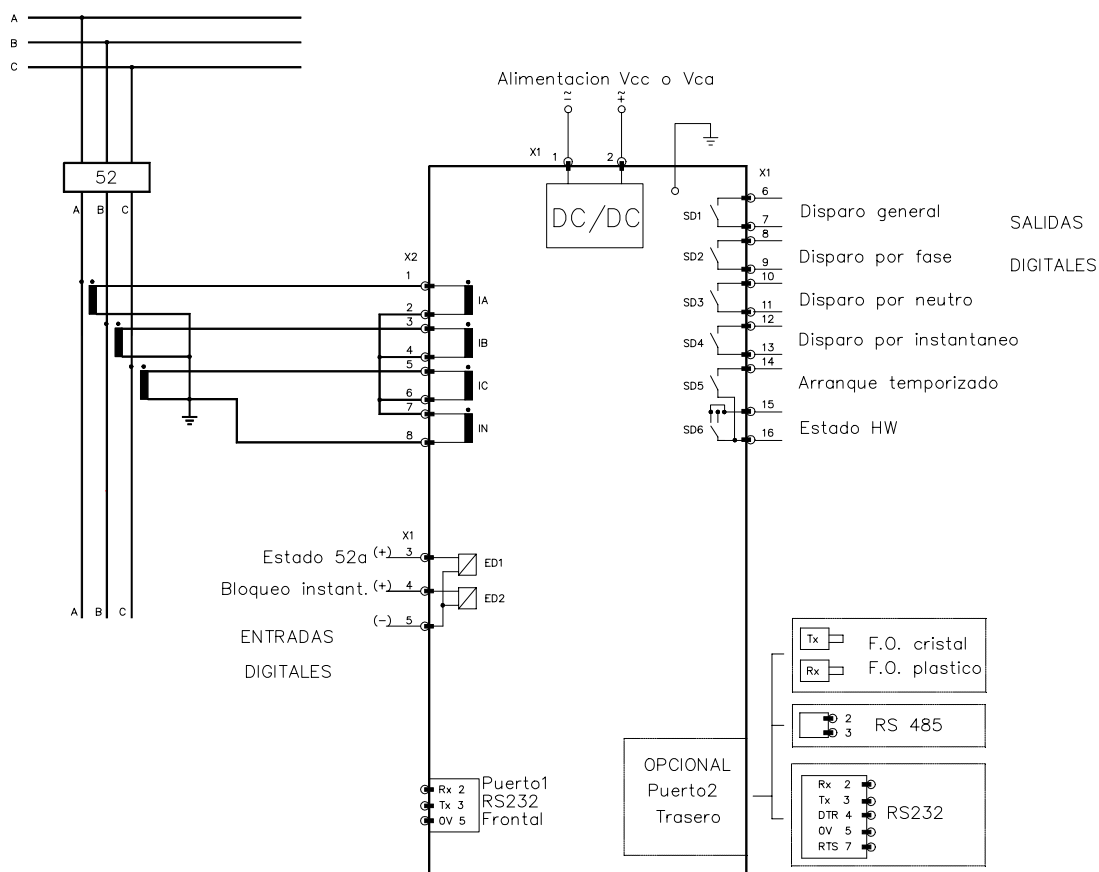 A
B
C
Alimentacion Vcc o Vca
~
−
~
+
X1 1 2
X1
52
A B C
DC/DC
SD1
6
7
Disparo general
SD2
8
9
Disparo por fase
SD3
10
11
Disparo por neutro
SD4
12
13
Disparo por instantaneo
SD5
14
Arranque temporizado
15
SD6
16
Estado HW
SALIDAS
DIGITALES
X2
1
IA
2
3
IB
4
5
IC
6
7
IN
8
X1
Estado 52a (+) 3
ED1
Bloqueo instant. (+) 4
ED2
(−) 5
A B C
ENTRADAS
DIGITALES
Tx
F.O. cristal
Rx
F.O. plastico
2
3
RS 485
OPCIONAL
Puerto2
Trasero
Rx 2
Tx 3
0V 5
Puerto1
RS232
Frontal
Rx 2
Tx 3
DTR 4
0V 5
RTS 7
RS232